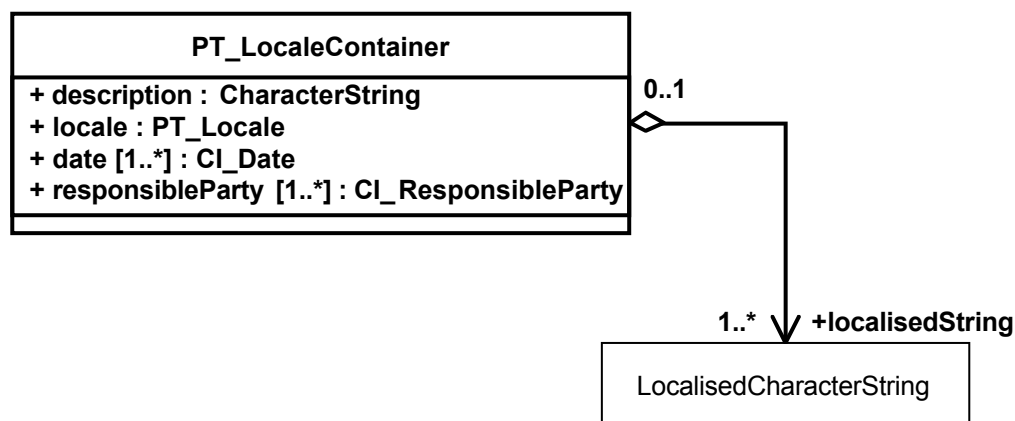 PT_LocaleContainer
+ description : CharacterString
+ locale : PT_Locale
+ date [1..*] : CI_Date
+ responsibleParty [1..*] : CI_ResponsibleParty
0..1
1..* +localisedString
LocalisedCharacterString